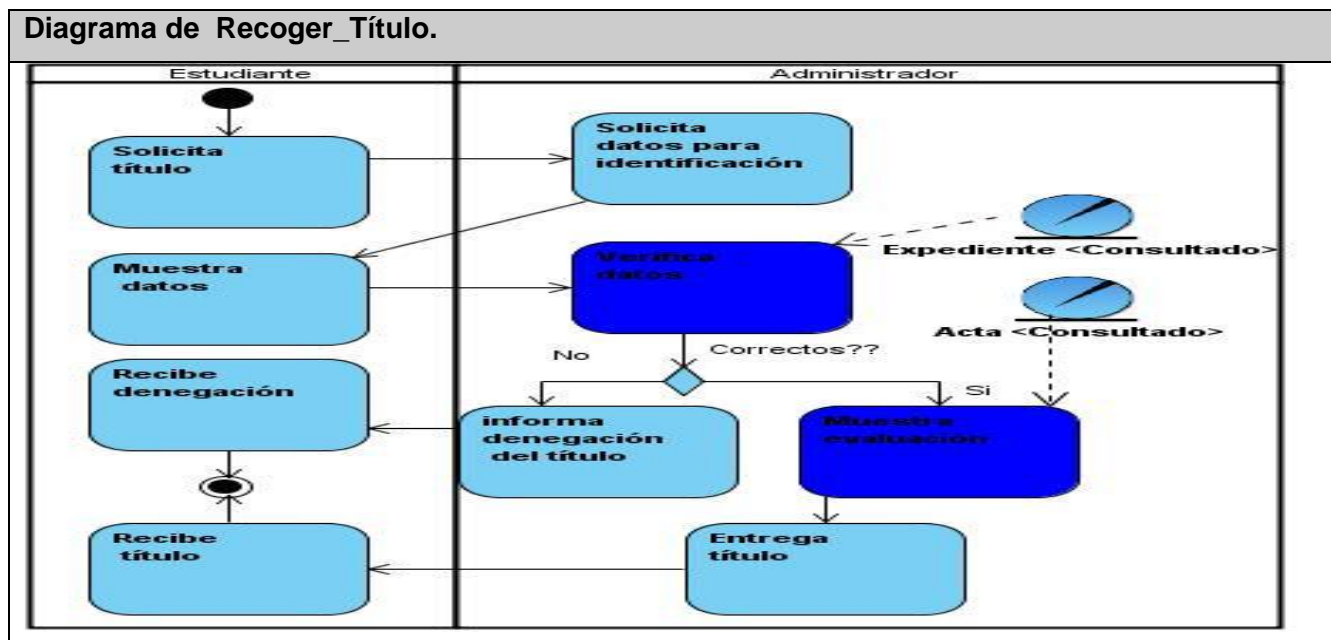 Diagrama de Recoger_Título.
Estudiante
Administrador
Solicita
título
Solicita
datos para
identificación
Muestra
datos
Verifica
datos
Expediente <Consultado>
Acta <Consultado>
Correctos??
No
Si
Recibe
denegación
informa
denegación
del título
Muestra
evaluación
Recibe
título
Entrega
título